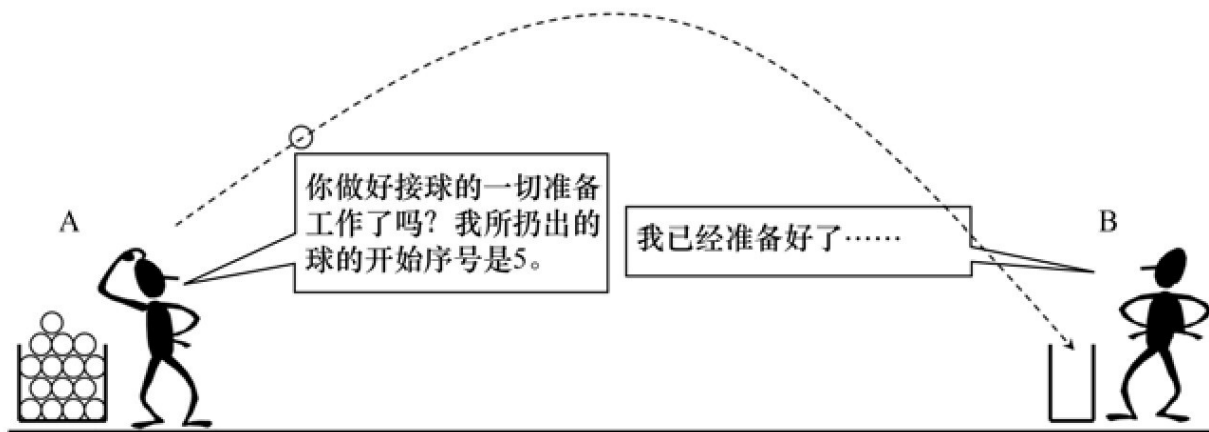 A
你做好接球的一切准备
工作了吗？我所扔出的
球的开始序号是5。
我已经准备好了……
B